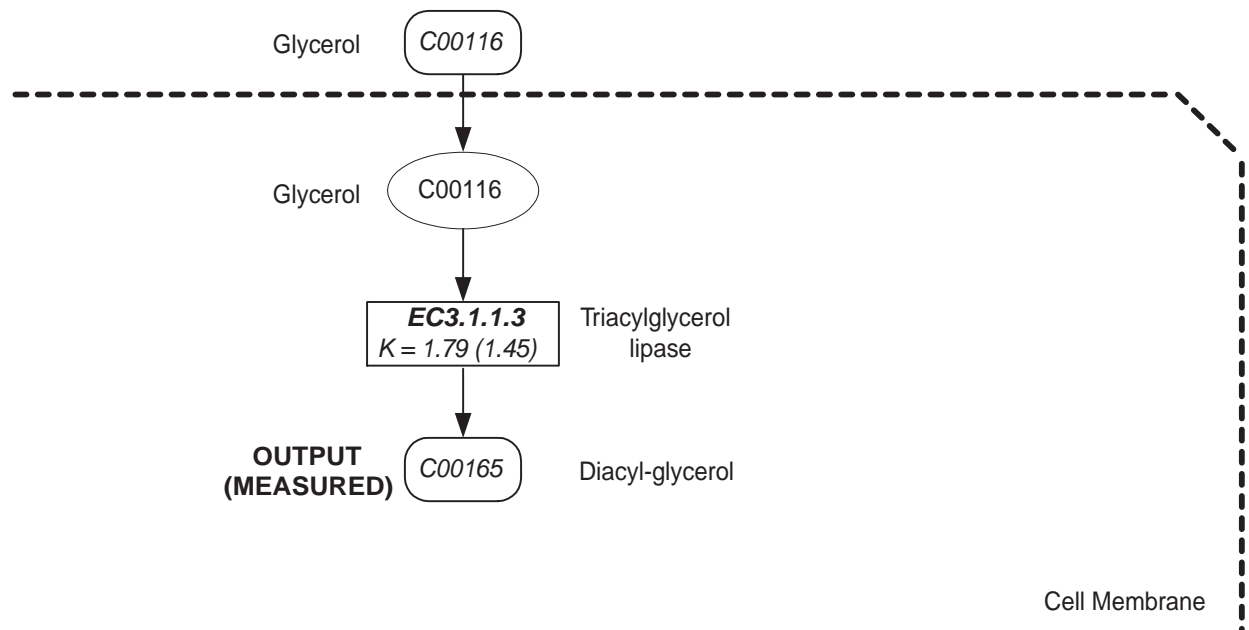 Glycerol
C00116
Glycerol
C00116
EC3.1.1.3
K = 1.79 (1.45)
Triacylglycerol
lipase
OUTPUT
(MEASURED)
C00165
Diacyl-glycerol
Cell Membrane